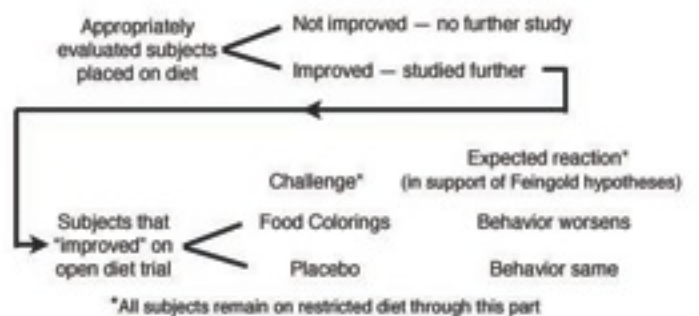 Appropriately
evaluated subjects
placed on diet
Not improved — no further study
Improved — studied further
Challenge*
Expected reaction*
(in support of Feingold hypotheses)
Subjects that
"improved" on
open diet trial
Food Colorings
Behavior worsens
Placebo
Behavior same
*All subjects remain on restricted diet through this part